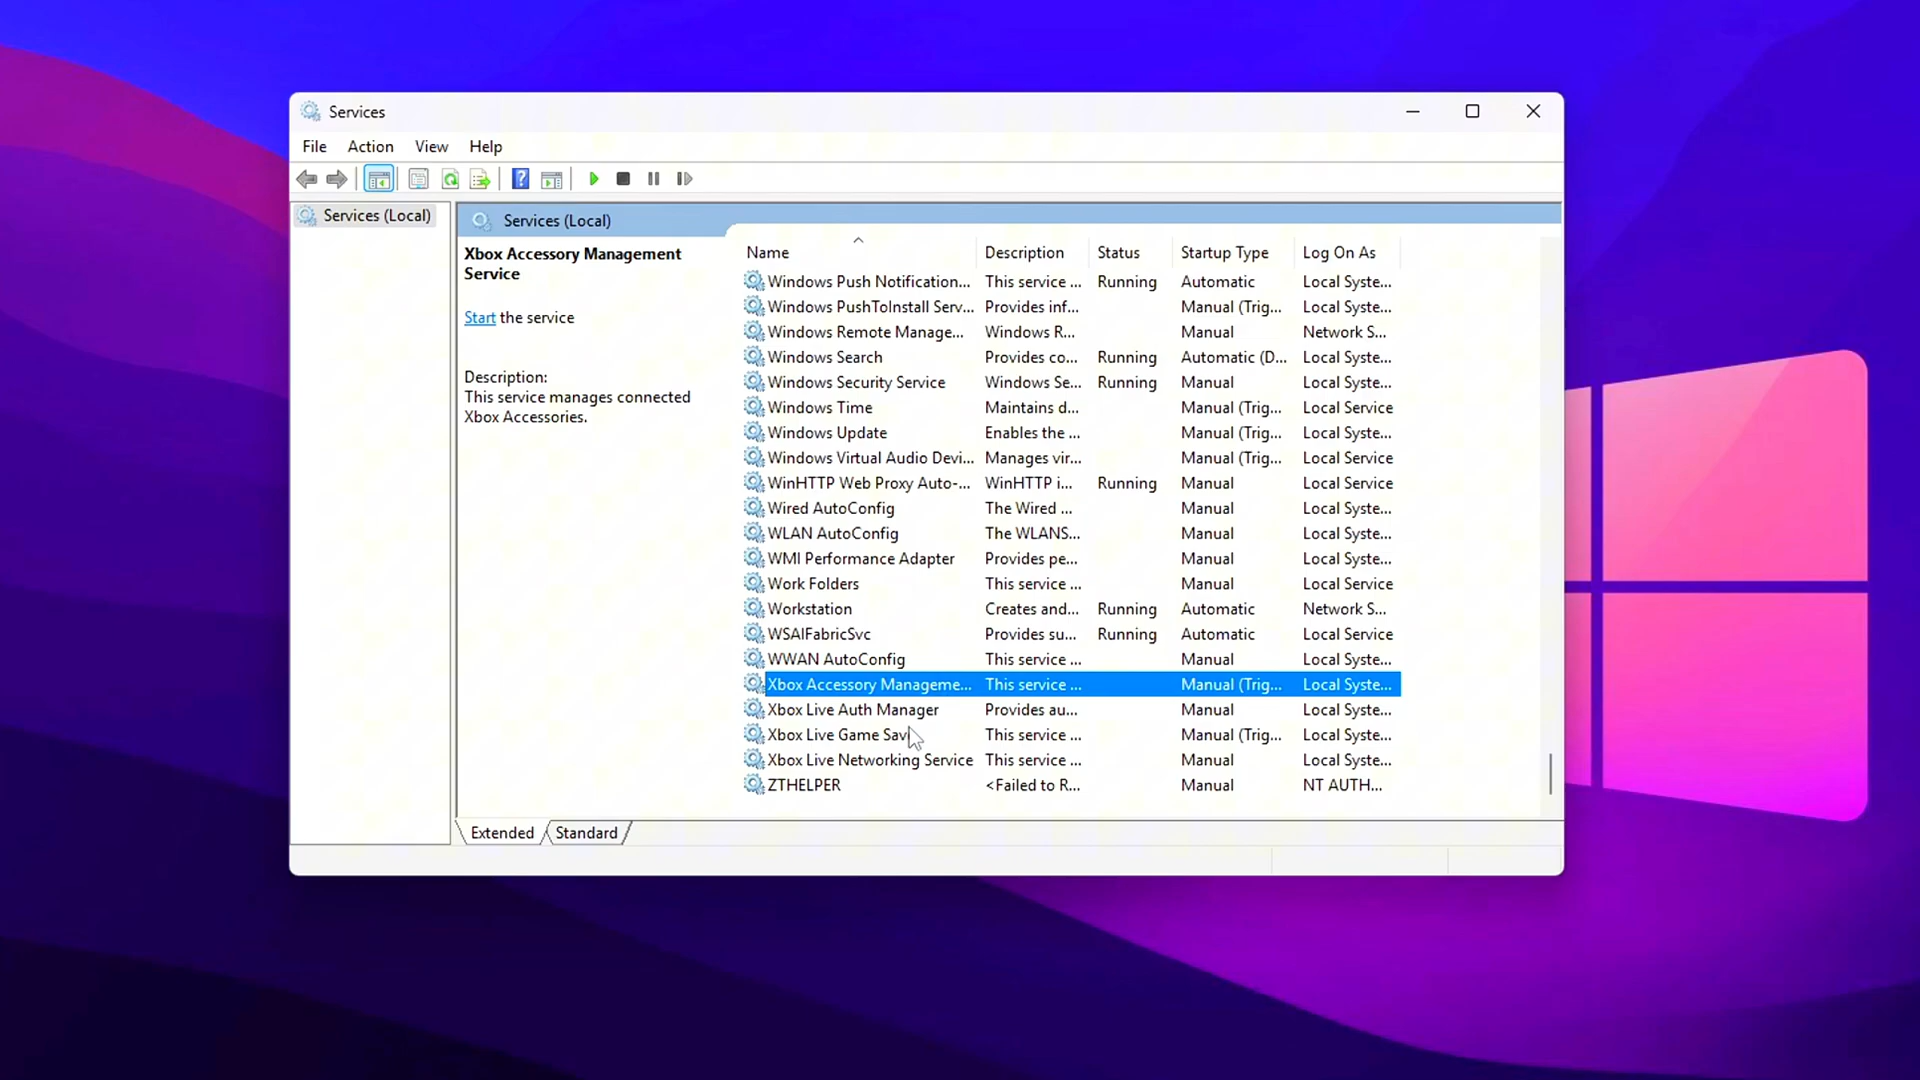 Services
File Action View Help
Services (Local)
Services (Local)
Xbox Accessory Management
Service
Start the service
Description:
This service manages connected
Xbox Accessories.
Name Description Status Startup Type Log On As
Windows Push Notification... This service ... Running Automatic Local Syste...
Windows PushToInstall Serv... Provides inf... Manual (Trig... Local Syste...
Windows Remote Manage... Windows R... Manual Network S...
Windows Search Provides co... Running Automatic (D... Local Syste...
Windows Security Service Windows Se... Running Manual Local Syste...
Windows Time Maintains d... Manual (Trig... Local Service
Windows Update Enables the ... Manual (Trig... Local Syste...
Windows Virtual Audio Devi... Manages vir... Manual (Trig... Local Service
WinHTTP Web Proxy Auto-... WinHTTP i... Running Manual Local Service
Wired AutoConfig The Wired ... Manual Local Syste...
WLAN AutoConfig The WLANS... Manual Local Syste...
WMI Performance Adapter Provides pe... Manual Local Syste...
Work Folders This service ... Manual Local Service
Workstation Creates and... Running Automatic Network S...
WSAIFabricSvc Provides su... Running Automatic Local Service
WWAN AutoConfig This service ... Manual Local Syste...
Xbox Accessory Manageme... This service ... Manual (Trig... Local Syste...
Xbox Live Auth Manager Provides au... Manual Local Syste...
Xbox Live Game Sav This service ... Manual (Trig... Local Syste...
Xbox Live Networking Service This service ... Manual Local Syste...
ZTHELPER <Failed to R... Manual NT AUTH...
Extended Standard